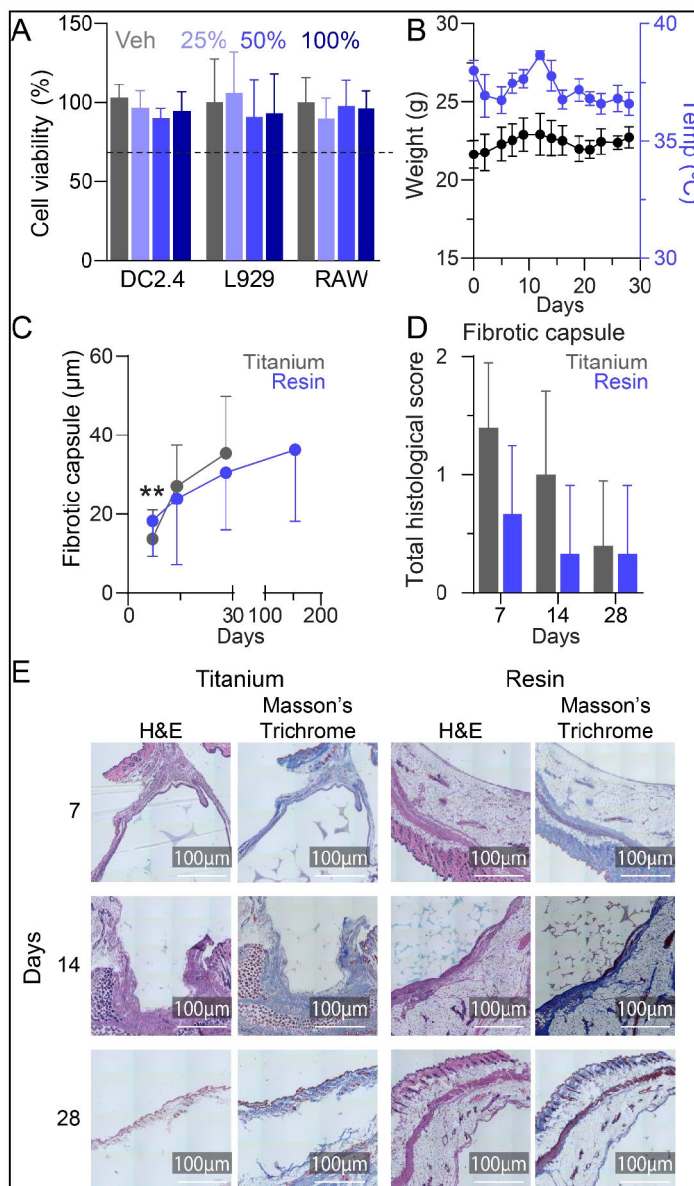 A
Veh 25% 50% 100%
Cell viability (%)
150
100
50
0
DC2.4 L929 RAW
B
Weight (g)
30
25
20
15
Temp (°C)
40
35
30
0 10 20 30
Days
C
Titanium
Resin
Fibrotic capsule (µm)
60
40
20
0
**
0 30 100 200
Days
D
Fibrotic capsule
Titanium
Resin
Total histological score
2
1
0
7 14 28
Days
E
Titanium Resin
H&E Masson's Trichrome H&E Masson's Trichrome
Days
7
100µm 100µm 100µm 100µm
14
100µm 100µm 100µm 100µm
28
100µm 100µm 100µm 100µm